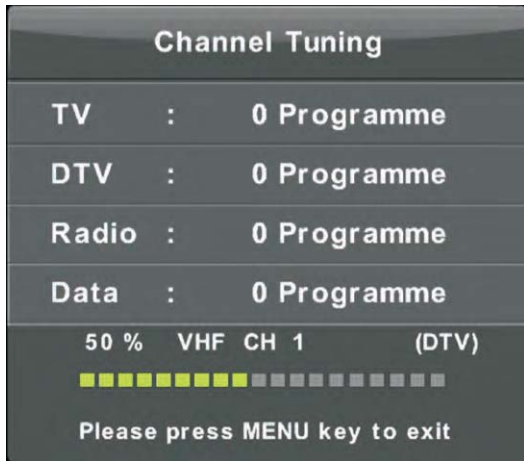 Channel Tuning
TV : 0 Programme
DTV : 0 Programme
Radio : 0 Programme
Data : 0 Programme
50 % VHF CH 1 (DTV)
Please press MENU key to exit